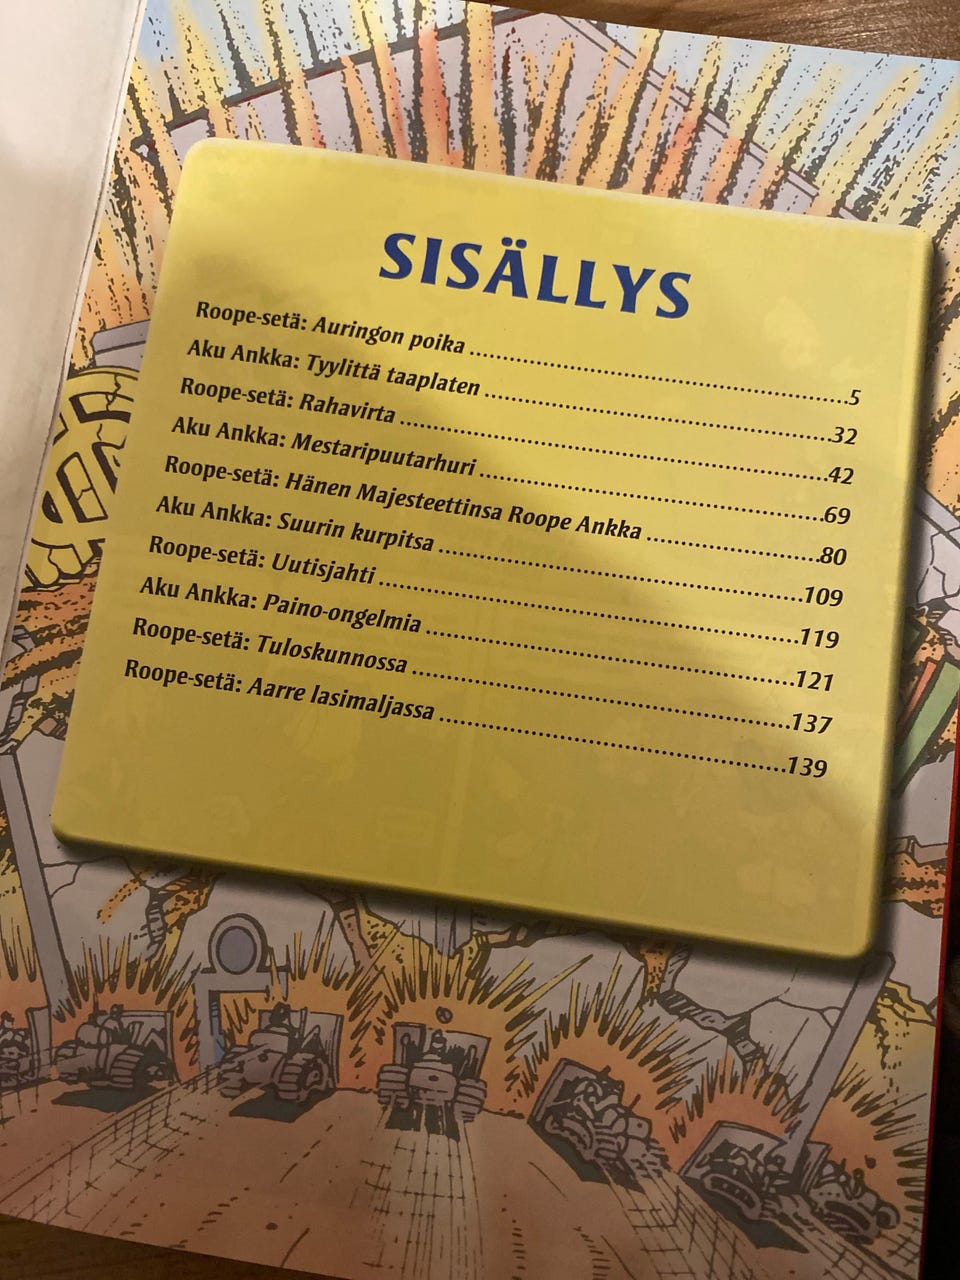 SISÄLLYS
Roope-setä: Auringon poika ..................................................5
Aku Ankka: Tyylittä taaplaten ..................................................32
Roope-setä: Rahavirta ..................................................42
Aku Ankka: Mestaripuutarhuri ..................................................69
Roope-setä: Hänen Majesteettinsa Roope Ankka ..........................80
Aku Ankka: Suurin kurpitsa ..................................................109
Roope-setä: Uutisjahti ..................................................119
Aku Ankka: Paino-ongelmia ..................................................121
Roope-setä: Tuloskunnossa ..................................................137
Roope-setä: Aarre lasimaljassa ..................................................139